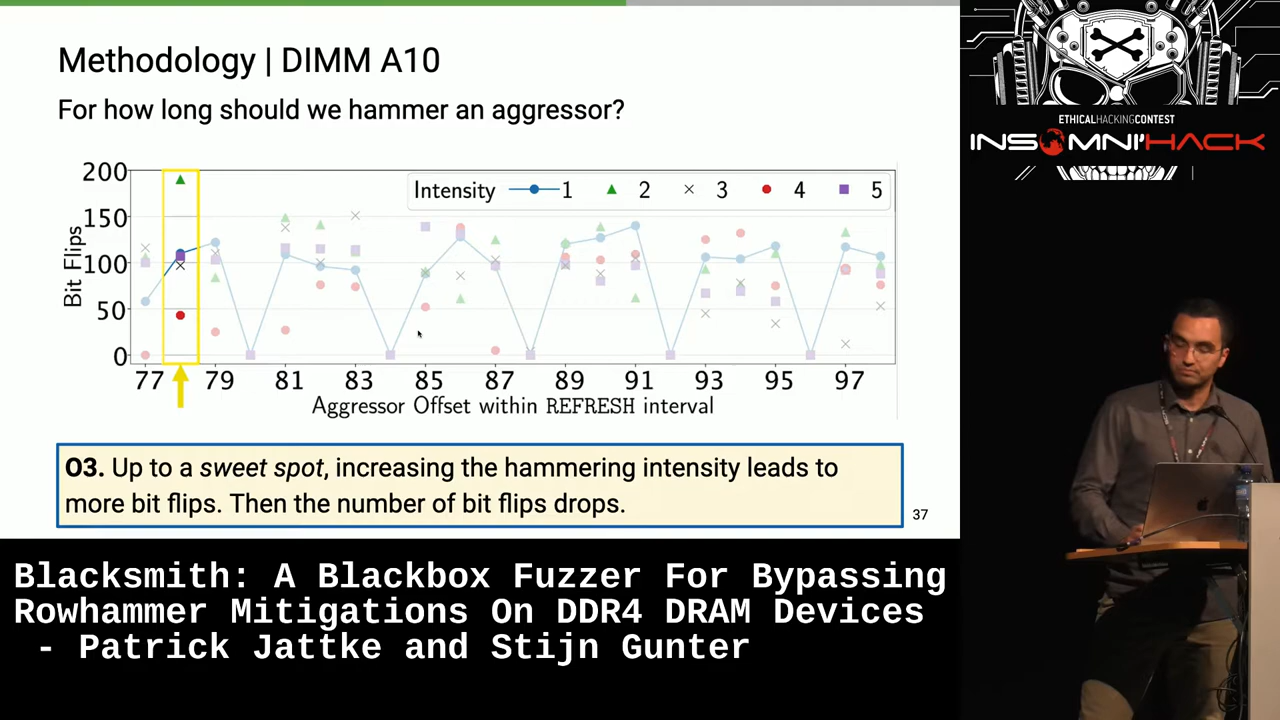 Methodology | DIMM A10
For how long should we hammer an aggressor?
ETHICALHACKINGCONTEST
INSOMNI'HACK
200
150
100
50
0
Bit Flips
Intensity 1 2 3 4 5
77 79 81 83 85 87 89 91 93 95 97
Aggressor Offset within REFRESH interval
O3. Up to a sweet spot, increasing the hammering intensity leads to
more bit flips. Then the number of bit flips drops.
37
Blacksmith: A Blackbox Fuzzer For Bypassing
Rowhammer Mitigations On DDR4 DRAM Devices
- Patrick Jattke and Stijn Gunter